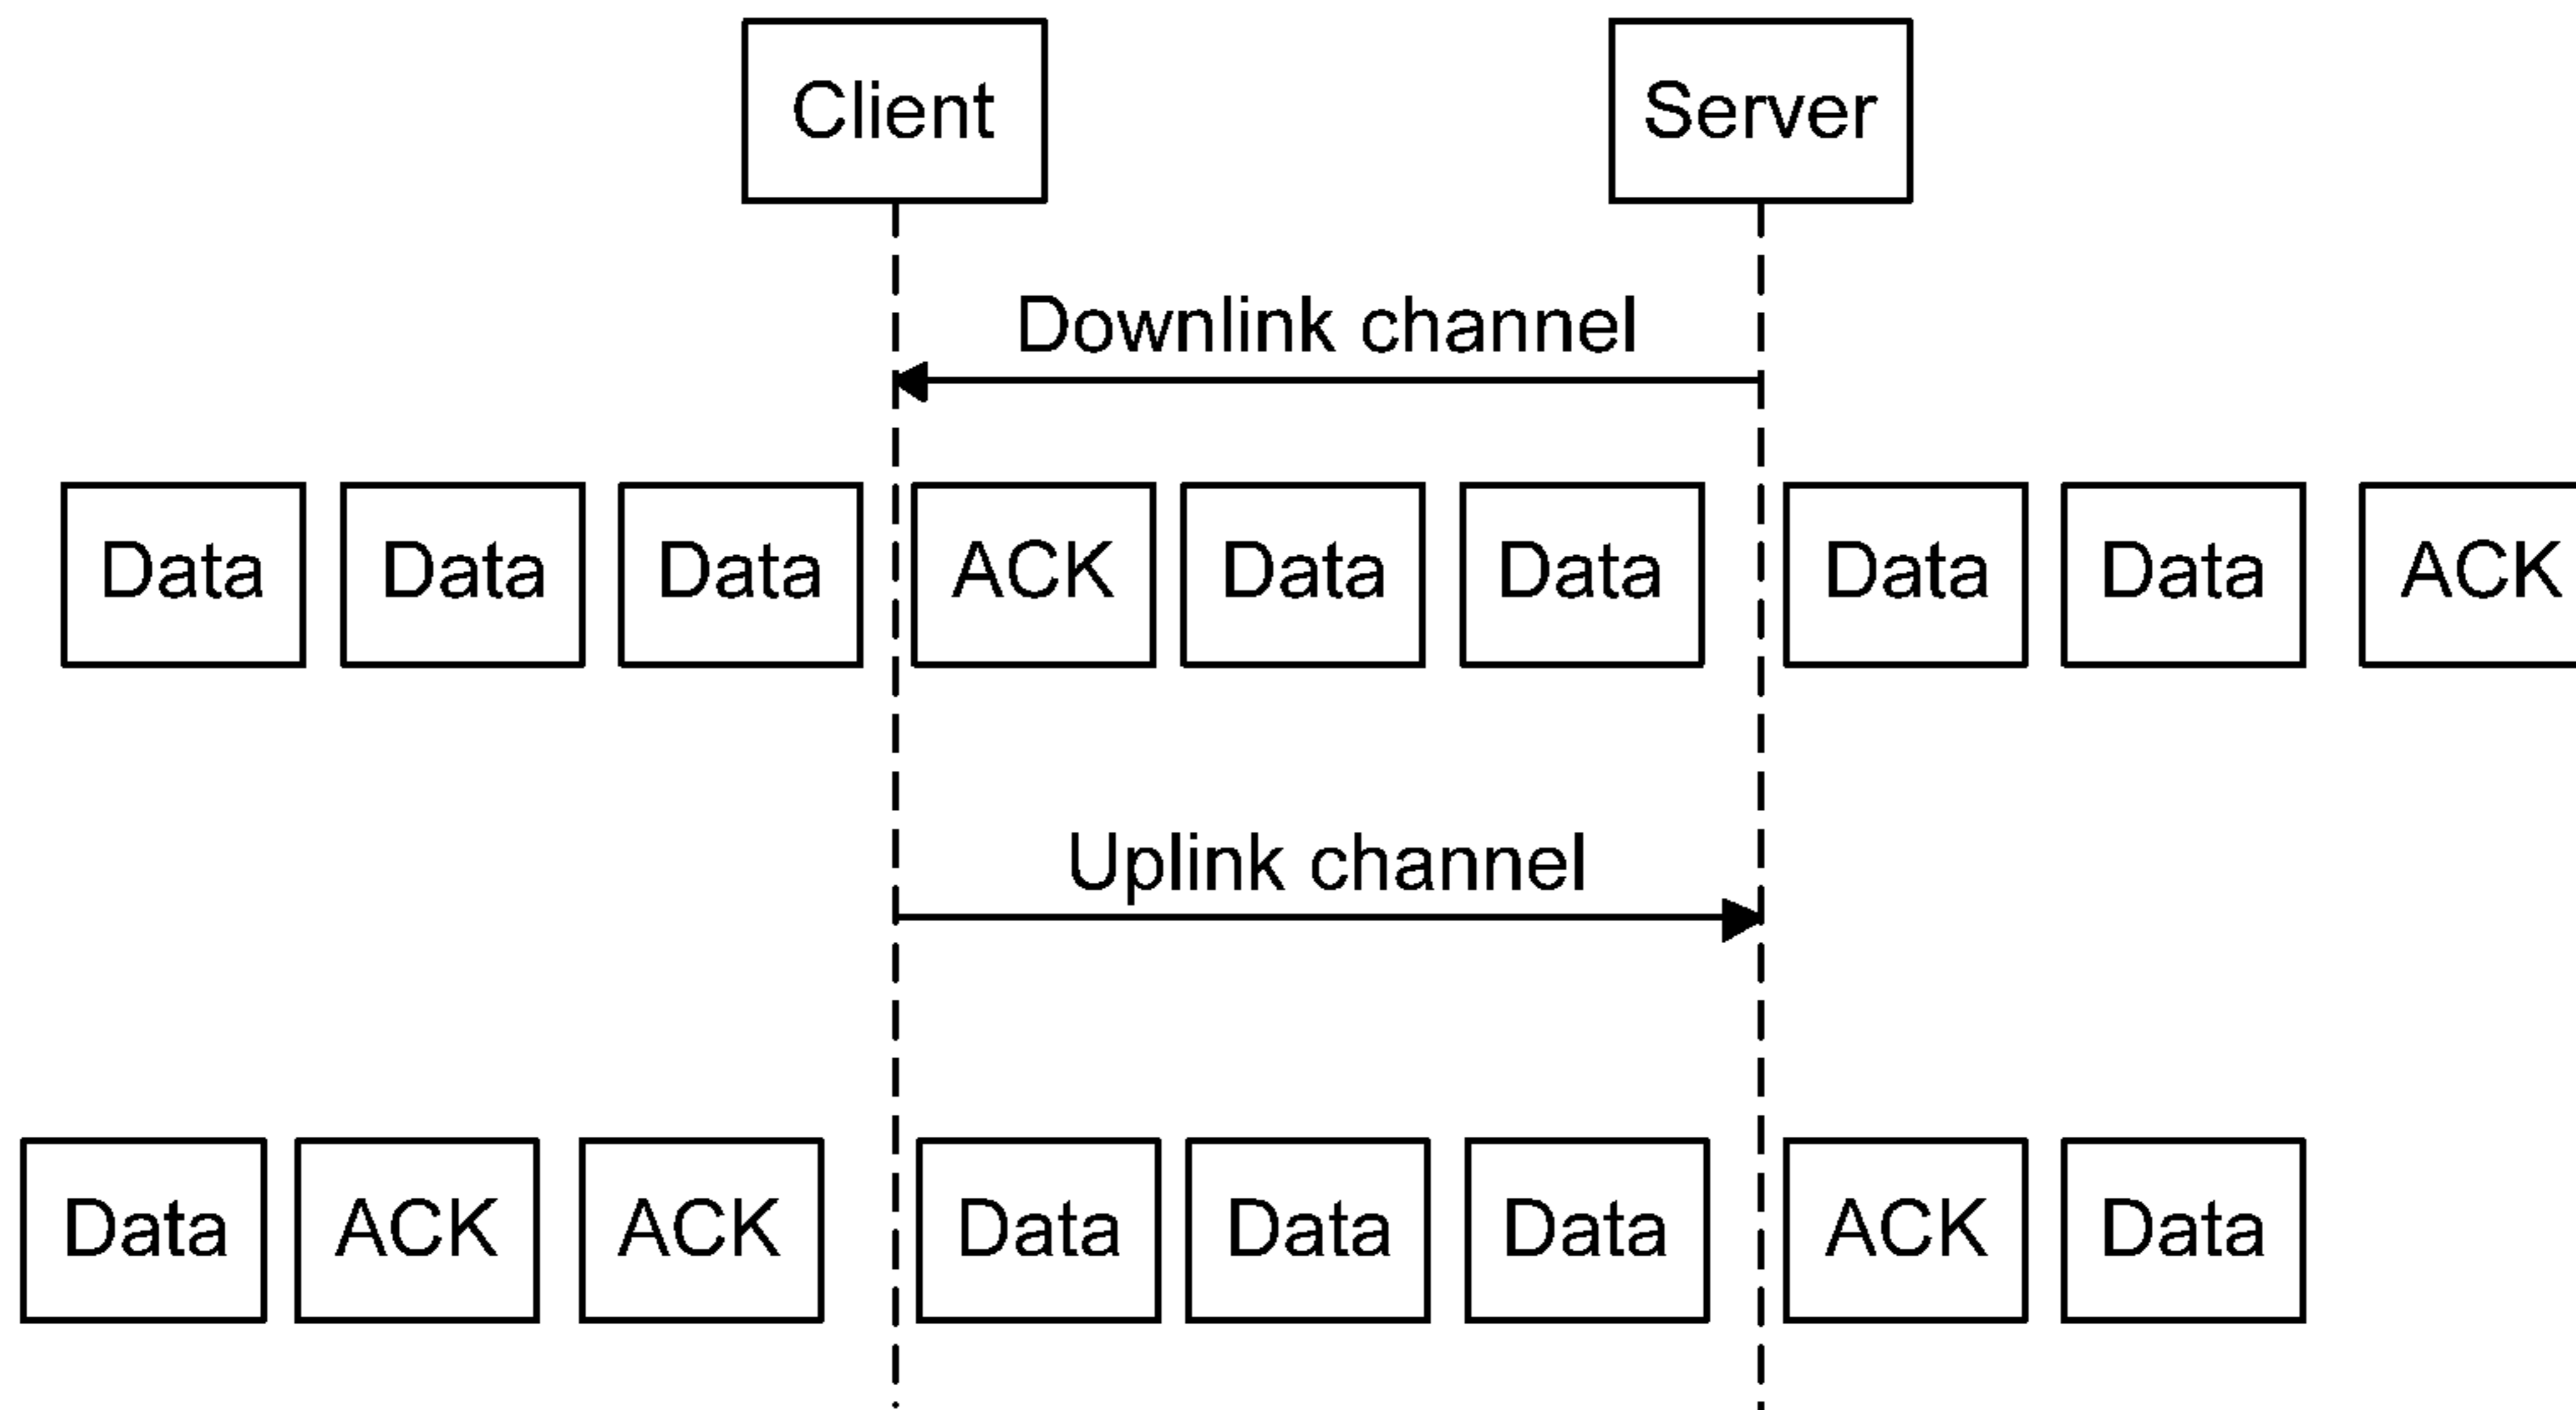 Client Server
Downlink channel
Data Data Data ACK Data Data Data Data ACK
Uplink channel
Data ACK ACK Data Data Data ACK Data